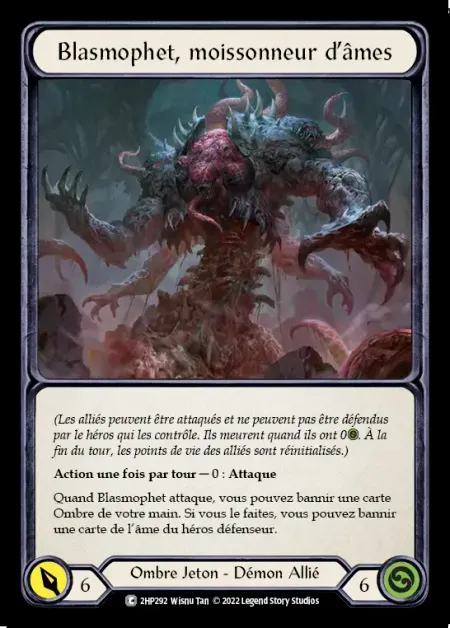 Blasmophet, moissonneur d'âmes
(Les alliés peuvent être attaqués et ne peuvent pas être défendus
par le héros qui les contrôle. Ils meurent quand ils ont 0. À la
fin du tour, les points de vie des alliés sont réinitialisés.)
Action une fois par tour — 0 : Attaque
Quand Blasmophet attaque, vous pouvez bannir une carte
Ombre de votre main. Si vous le faites, vous pouvez bannir
une carte de l'âme du héros défenseur.
6
Ombre Jeton - Démon Allié
6
C 2HP292 Wisnu Tan © 2022 Legend Story Studios